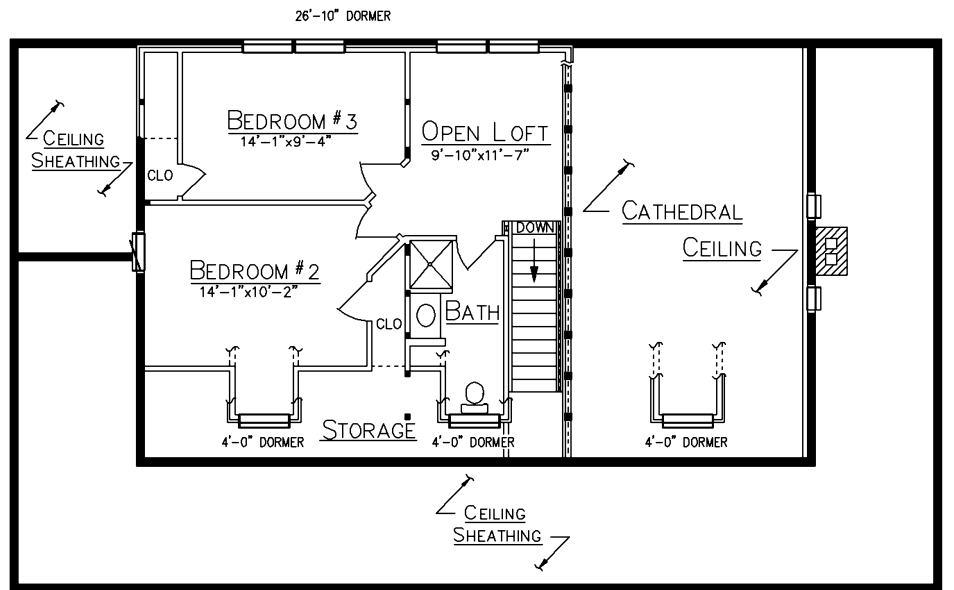 26'-10" DORMER
BEDROOM #3
14'-1"x9'-4"
OPEN LOFT
9'-10"x11'-7"
CEILING
SHEATHING
CLO
CATHEDRAL
CEILING
DOWN
BEDROOM #2
14'-1"x10'-2"
BATH
CLO
STORAGE
4'-0" DORMER
4'-0" DORMER
4'-0" DORMER
CEILING
SHEATHING